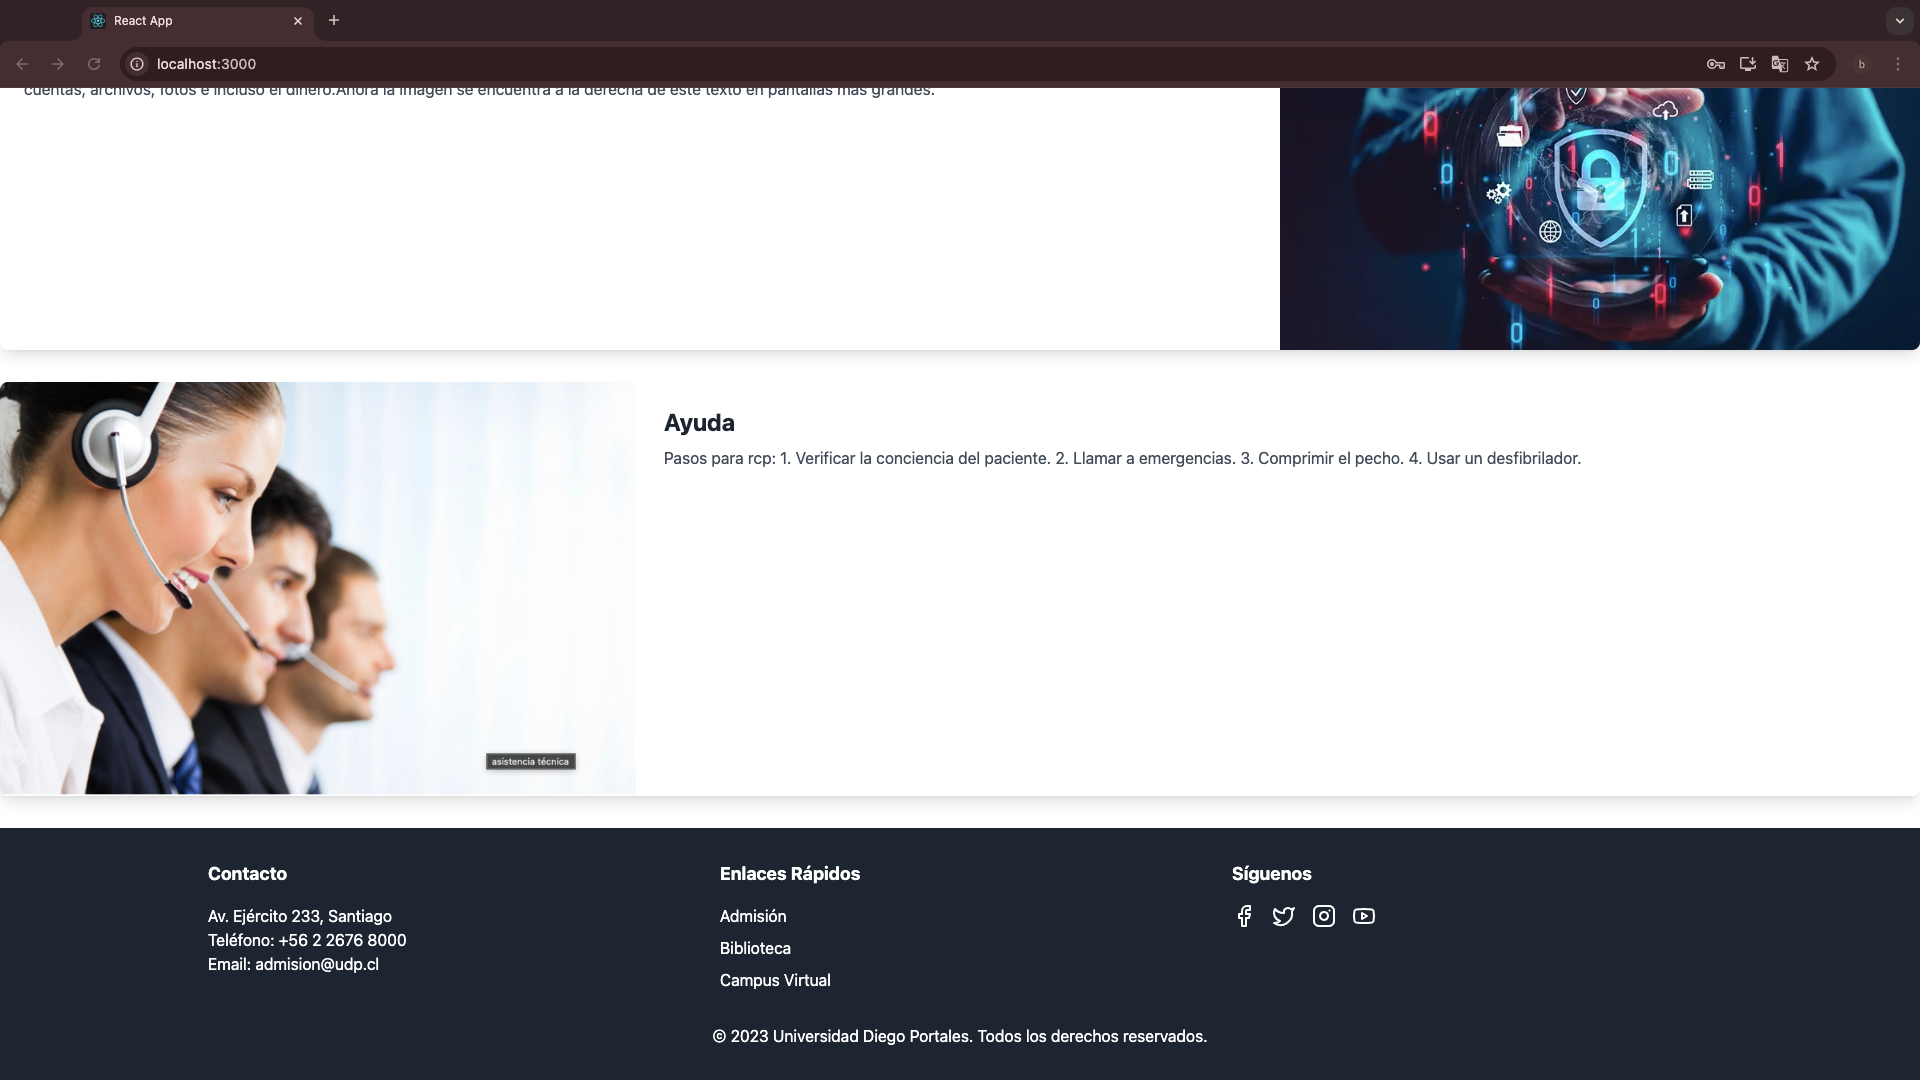 React App
localhost:3000
b
cuentas, archivos, fotos e incluso el dinero.Ahora la imagen se encuentra a la derecha de este texto en pantallas más grandes.
Ayuda
Pasos para rcp: 1. Verificar la conciencia del paciente. 2. Llamar a emergencias. 3. Comprimir el pecho. 4. Usar un desfibrilador.
asistencia técnica
Contacto
Av. Ejército 233, Santiago
Teléfono: +56 2 2676 8000
Email: admision@udp.cl
Enlaces Rápidos
Admisión
Biblioteca
Campus Virtual
Síguenos
© 2023 Universidad Diego Portales. Todos los derechos reservados.